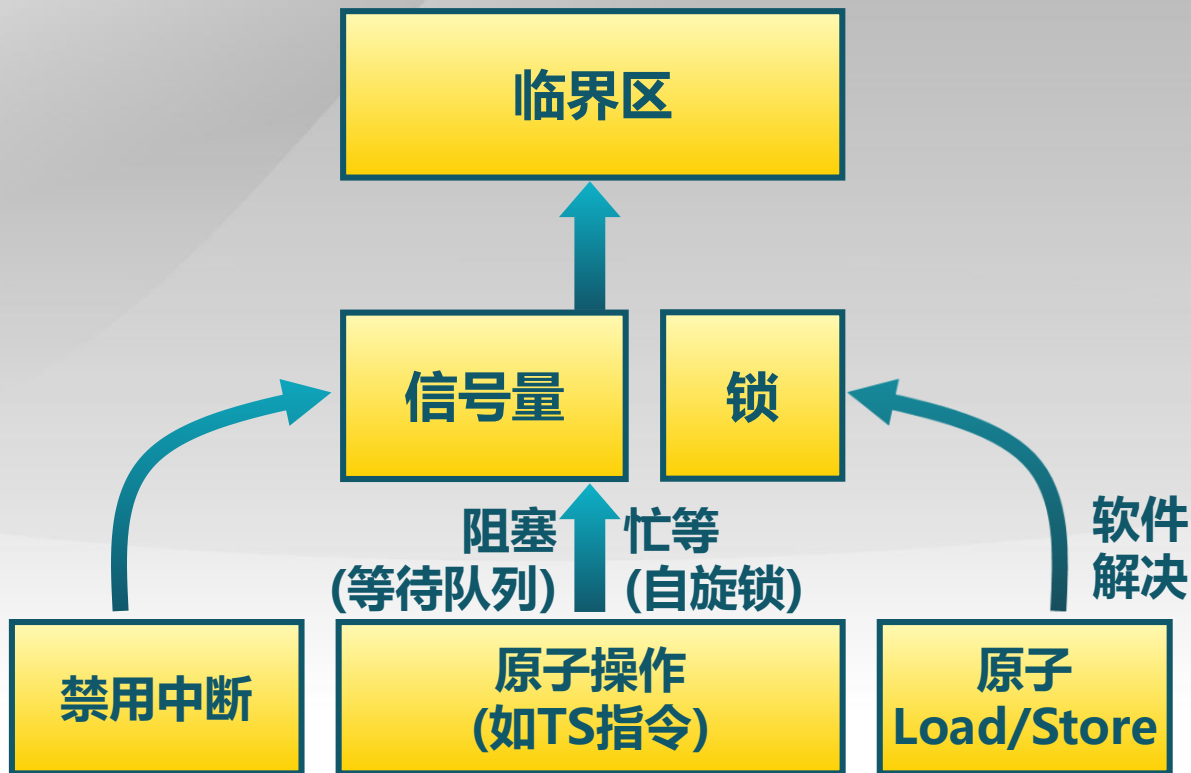 临界区
信号量
锁
阻塞
(等待队列)
忙等
(自旋锁)
软件
解决
禁用中断
原子操作
(如TS指令)
原子
Load/Store